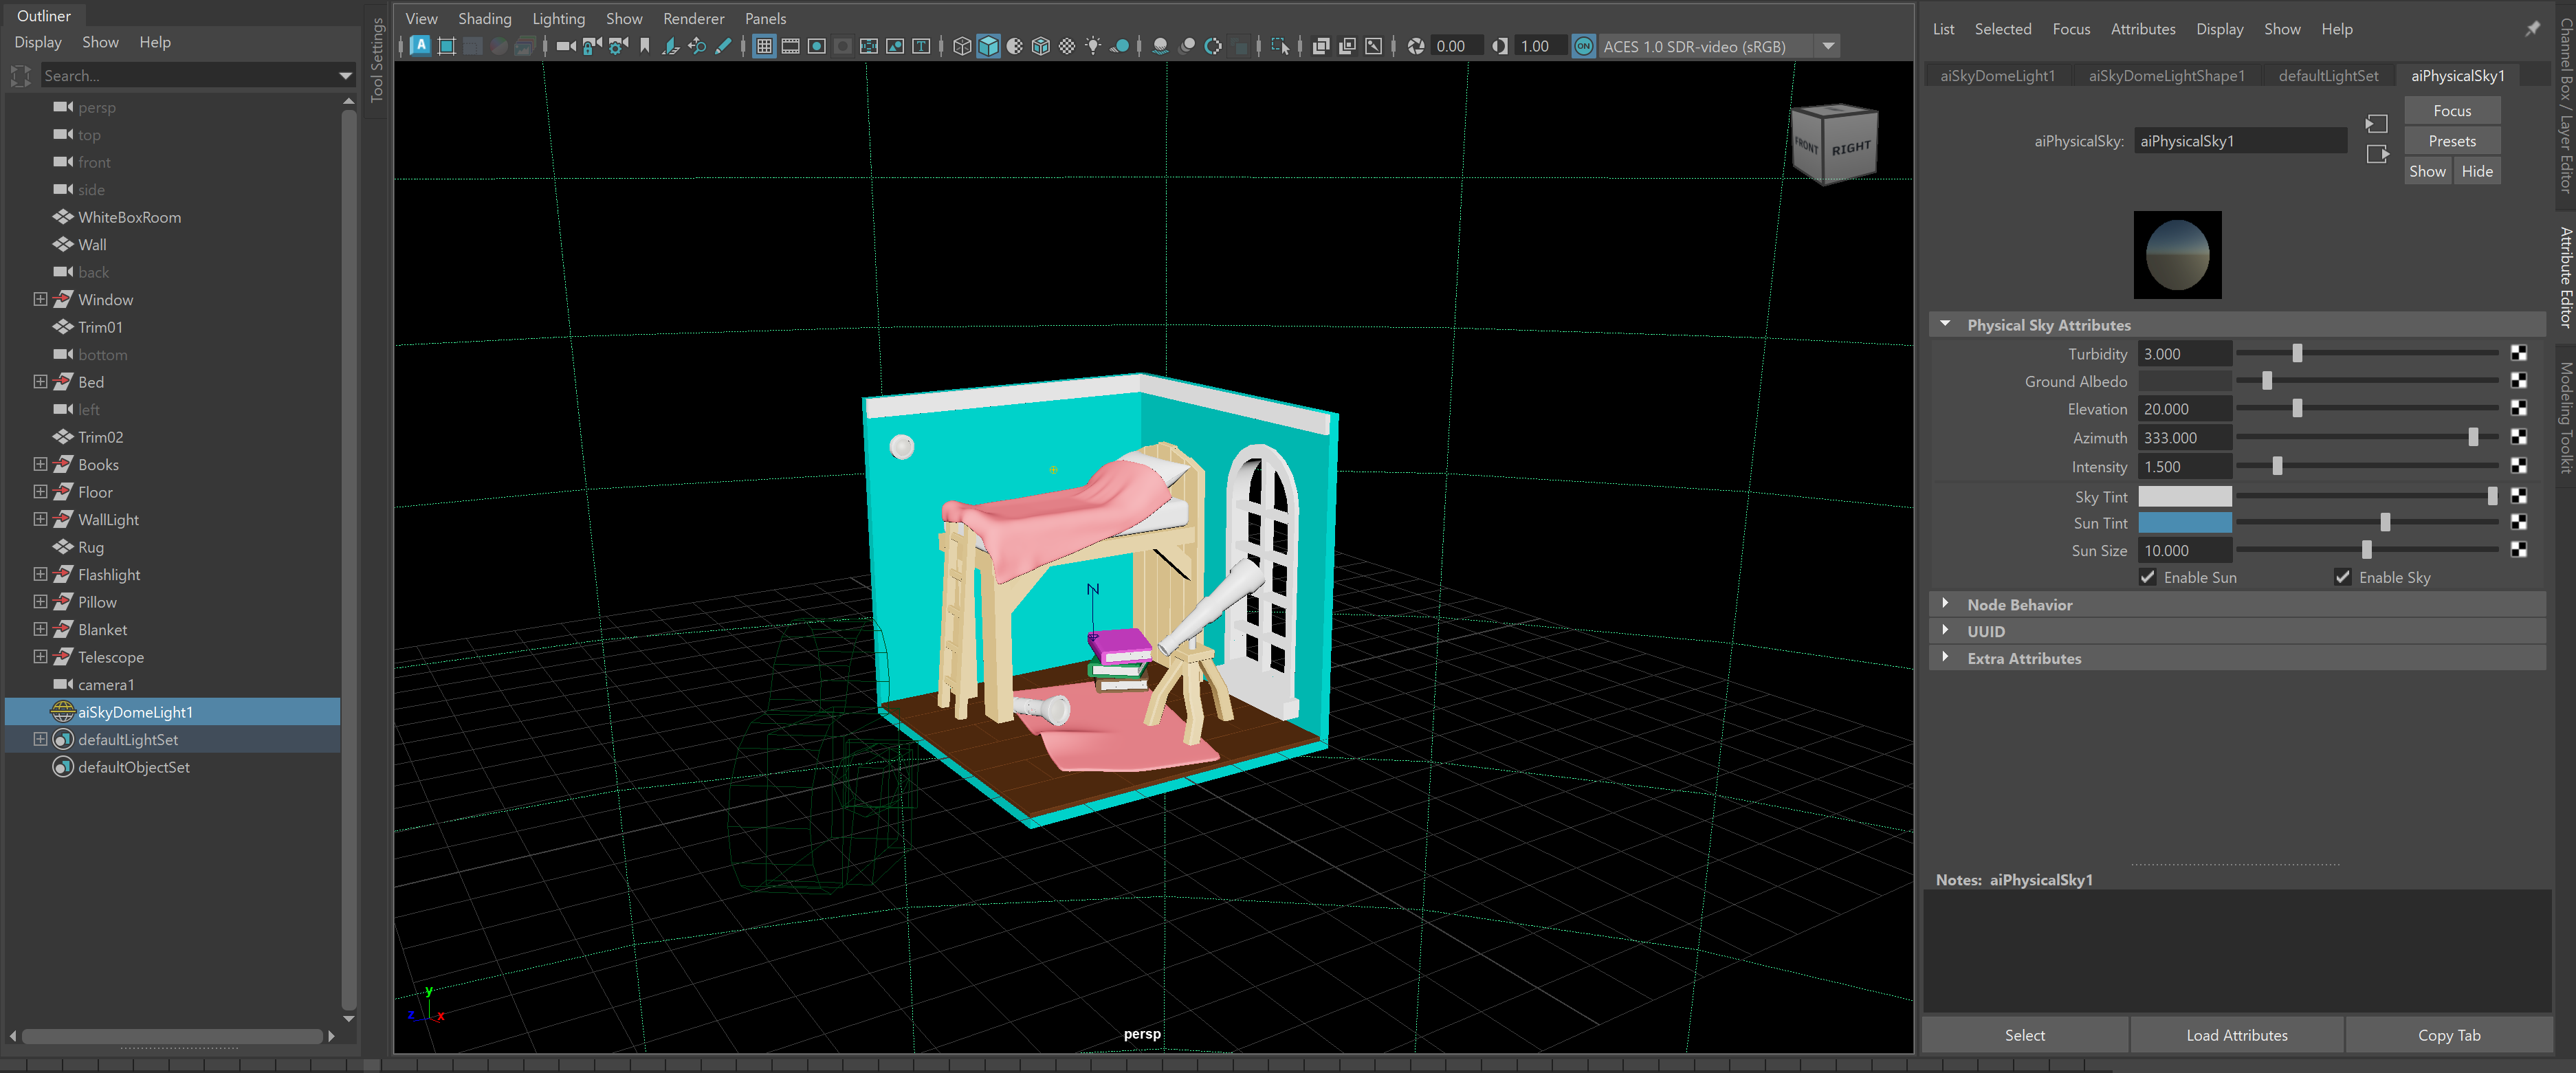 Outliner
Display Show Help
Search...
persp
top
front
side
WhiteBoxRoom
Wall
back
Window
Trim01
bottom
Bed
left
Trim02
Books
Floor
WallLight
Rug
Flashlight
Pillow
Blanket
Telescope
camera1
aiSkyDomeLight1
defaultLightSet
defaultObjectSet
Tool Settings
View Shading Lighting Show Renderer Panels
A T 0.00 1.00 ON ACES 1.0 SDR-video (sRGB)
FRONT RIGHT
N
y
z x
persp
List Selected Focus Attributes Display Show Help
aiSkyDomeLight1 aiSkyDomeLightShape1 defaultLightSet aiPhysicalSky1
Focus
aiPhysicalSky: aiPhysicalSky1 Presets
Show Hide
Physical Sky Attributes
Turbidity 3.000
Ground Albedo
Elevation 20.000
Azimuth 333.000
Intensity 1.500
Sky Tint
Sun Tint
Sun Size 10.000
Enable Sun Enable Sky
Node Behavior
UUID
Extra Attributes
Notes: aiPhysicalSky1
Select Load Attributes Copy Tab
Channel Box / Layer Editor
Attribute Editor
Modeling Toolkit